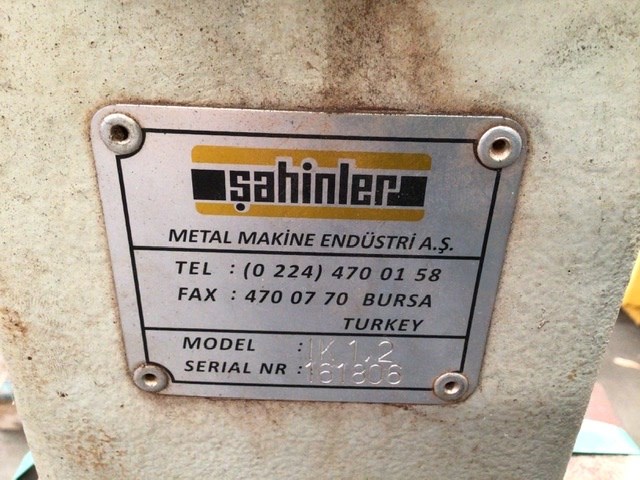 şahinler
METAL MAKİNE ENDÜSTRİ A.Ş.
TEL : (0 224) 470 01 58
FAX : 470 07 70 BURSA
TURKEY
MODEL : IK 1.2
SERIAL NR : 161806